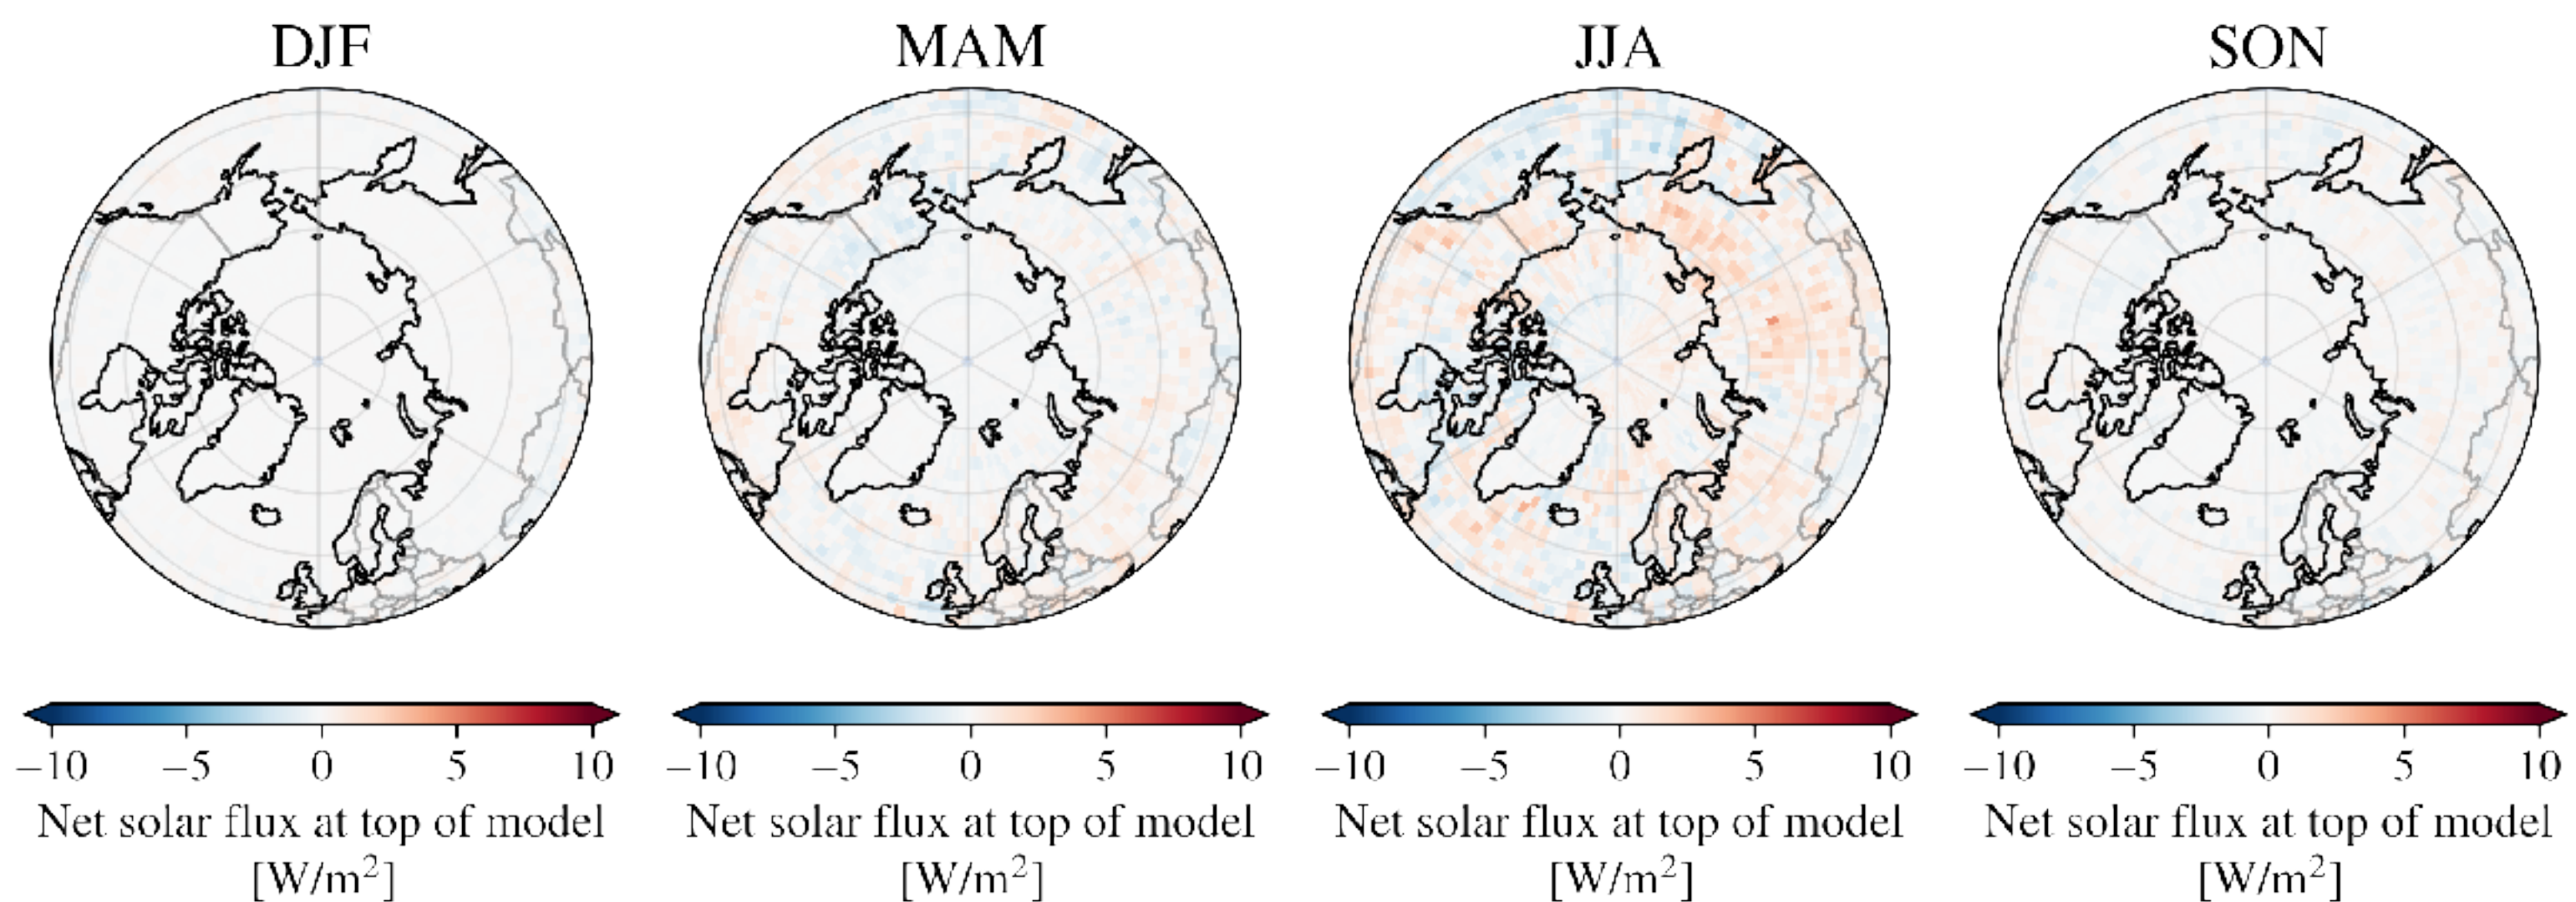 DJF MAM JJA SON
−10 −5 0 5 10 −10 −5 0 5 10 −10 −5 0 5 10 −10 −5 0 5 10
Net solar flux at top of model Net solar flux at top of model Net solar flux at top of model Net solar flux at top of model
[W/m²] [W/m²] [W/m²] [W/m²]